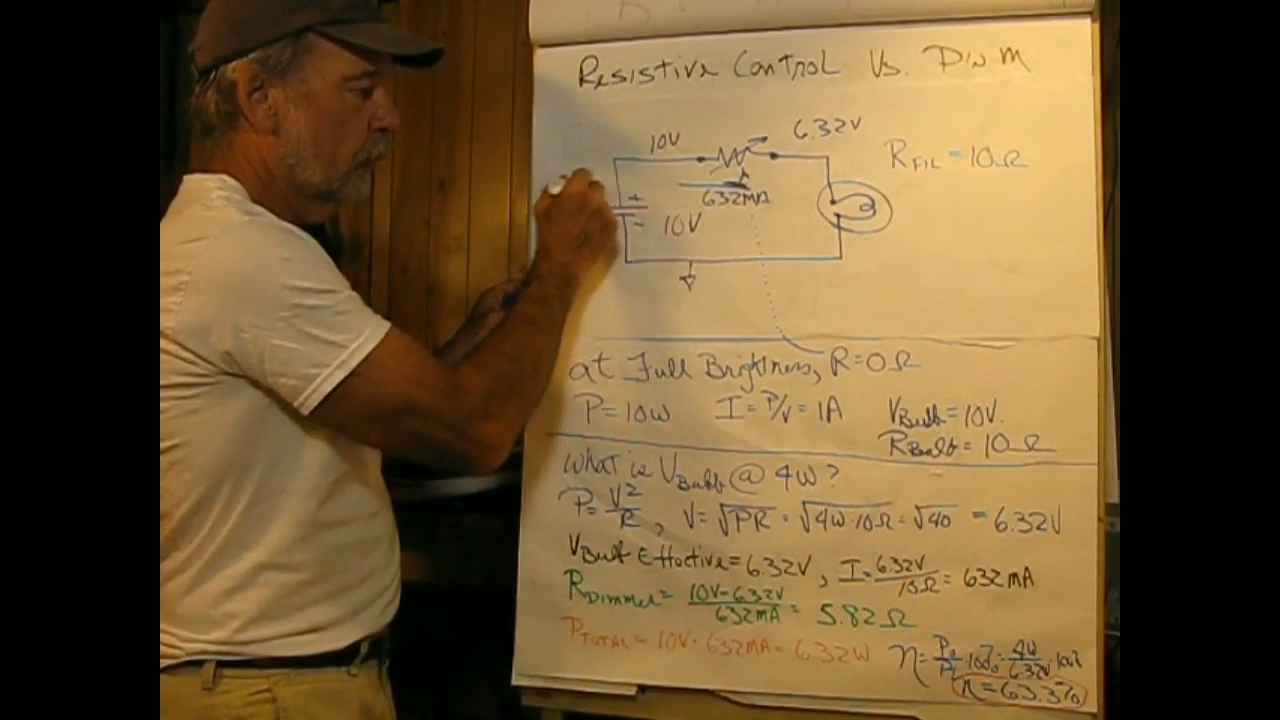 Resistive Control Vs. PWM
10V
6.32V
R FIL = 10Ω
632MA
+
- 10V
at Full Brightness, R=0Ω
P=10W I=P/V=1A VBulb=10V.
RBulb=10Ω
What is VBulb @ 4W?
P=V²/R, V=√PR = √4W·10Ω = √40 = 6.32V
VBulb Effective=6.32V, I=6.32V/10Ω=632mA
RDimmer=10V-6.32V/632MA=5.82Ω
PTOTAL=10V·632MA=6.32W
η=Po/Pi·100%=4W/6.32V·100%
η=63.3%